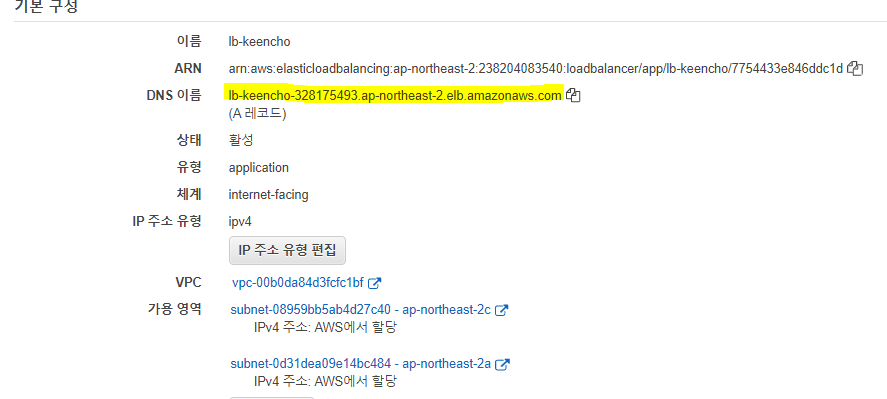 기본 구성
이름 lb-keencho
ARN arn:aws:elasticloadbalancing:ap-northeast-2:238204083540:loadbalancer/app/lb-keencho/7754433e846ddc1d
DNS 이름 lb-keencho-328175493.ap-northeast-2.elb.amazonaws.com
(A 레코드)
상태 활성
유형 application
체계 internet-facing
IP 주소 유형 ipv4
IP 주소 유형 편집
VPC vpc-00b0da84d3fcfc1bf
가용 영역 subnet-08959bb5ab4d27c40 - ap-northeast-2c
IPv4 주소: AWS에서 할당
subnet-0d31dea09e14bc484 - ap-northeast-2a
IPv4 주소: AWS에서 할당